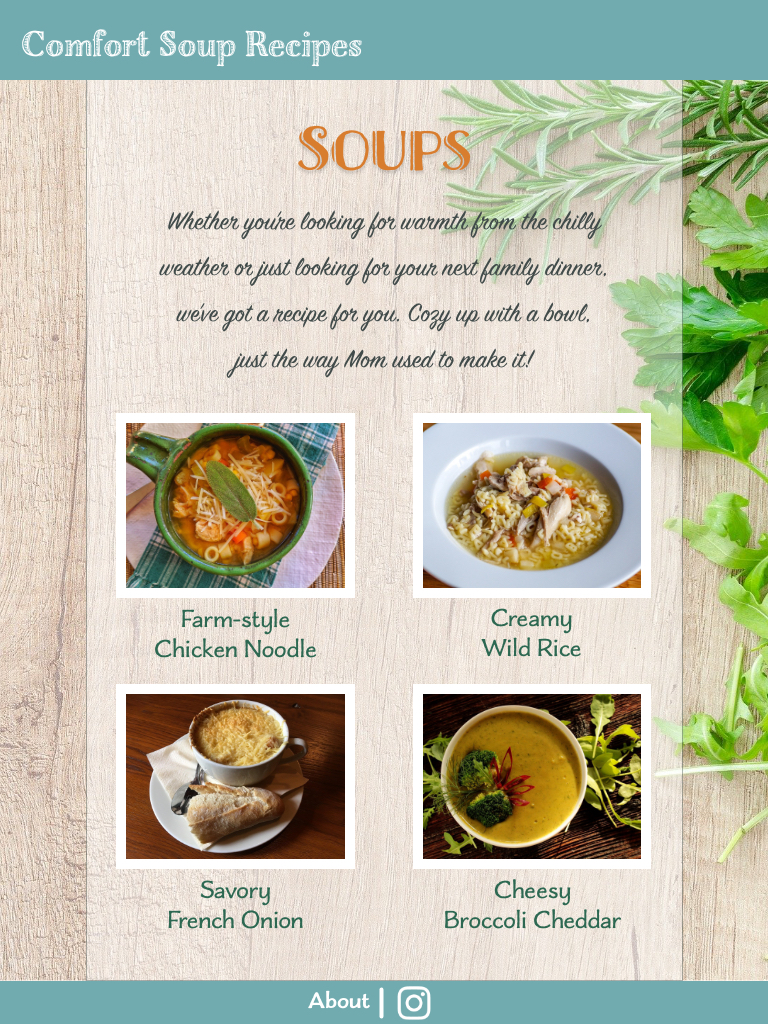 Comfort Soup Recipes
SOUPS
Whether you're looking for warmth from the chilly
weather or just looking for your next family dinner,
we've got a recipe for you. Cozy up with a bowl,
just the way Mom used to make it!
Farm-style
Chicken Noodle
Creamy
Wild Rice
Savory
French Onion
Cheesy
Broccoli Cheddar
About |